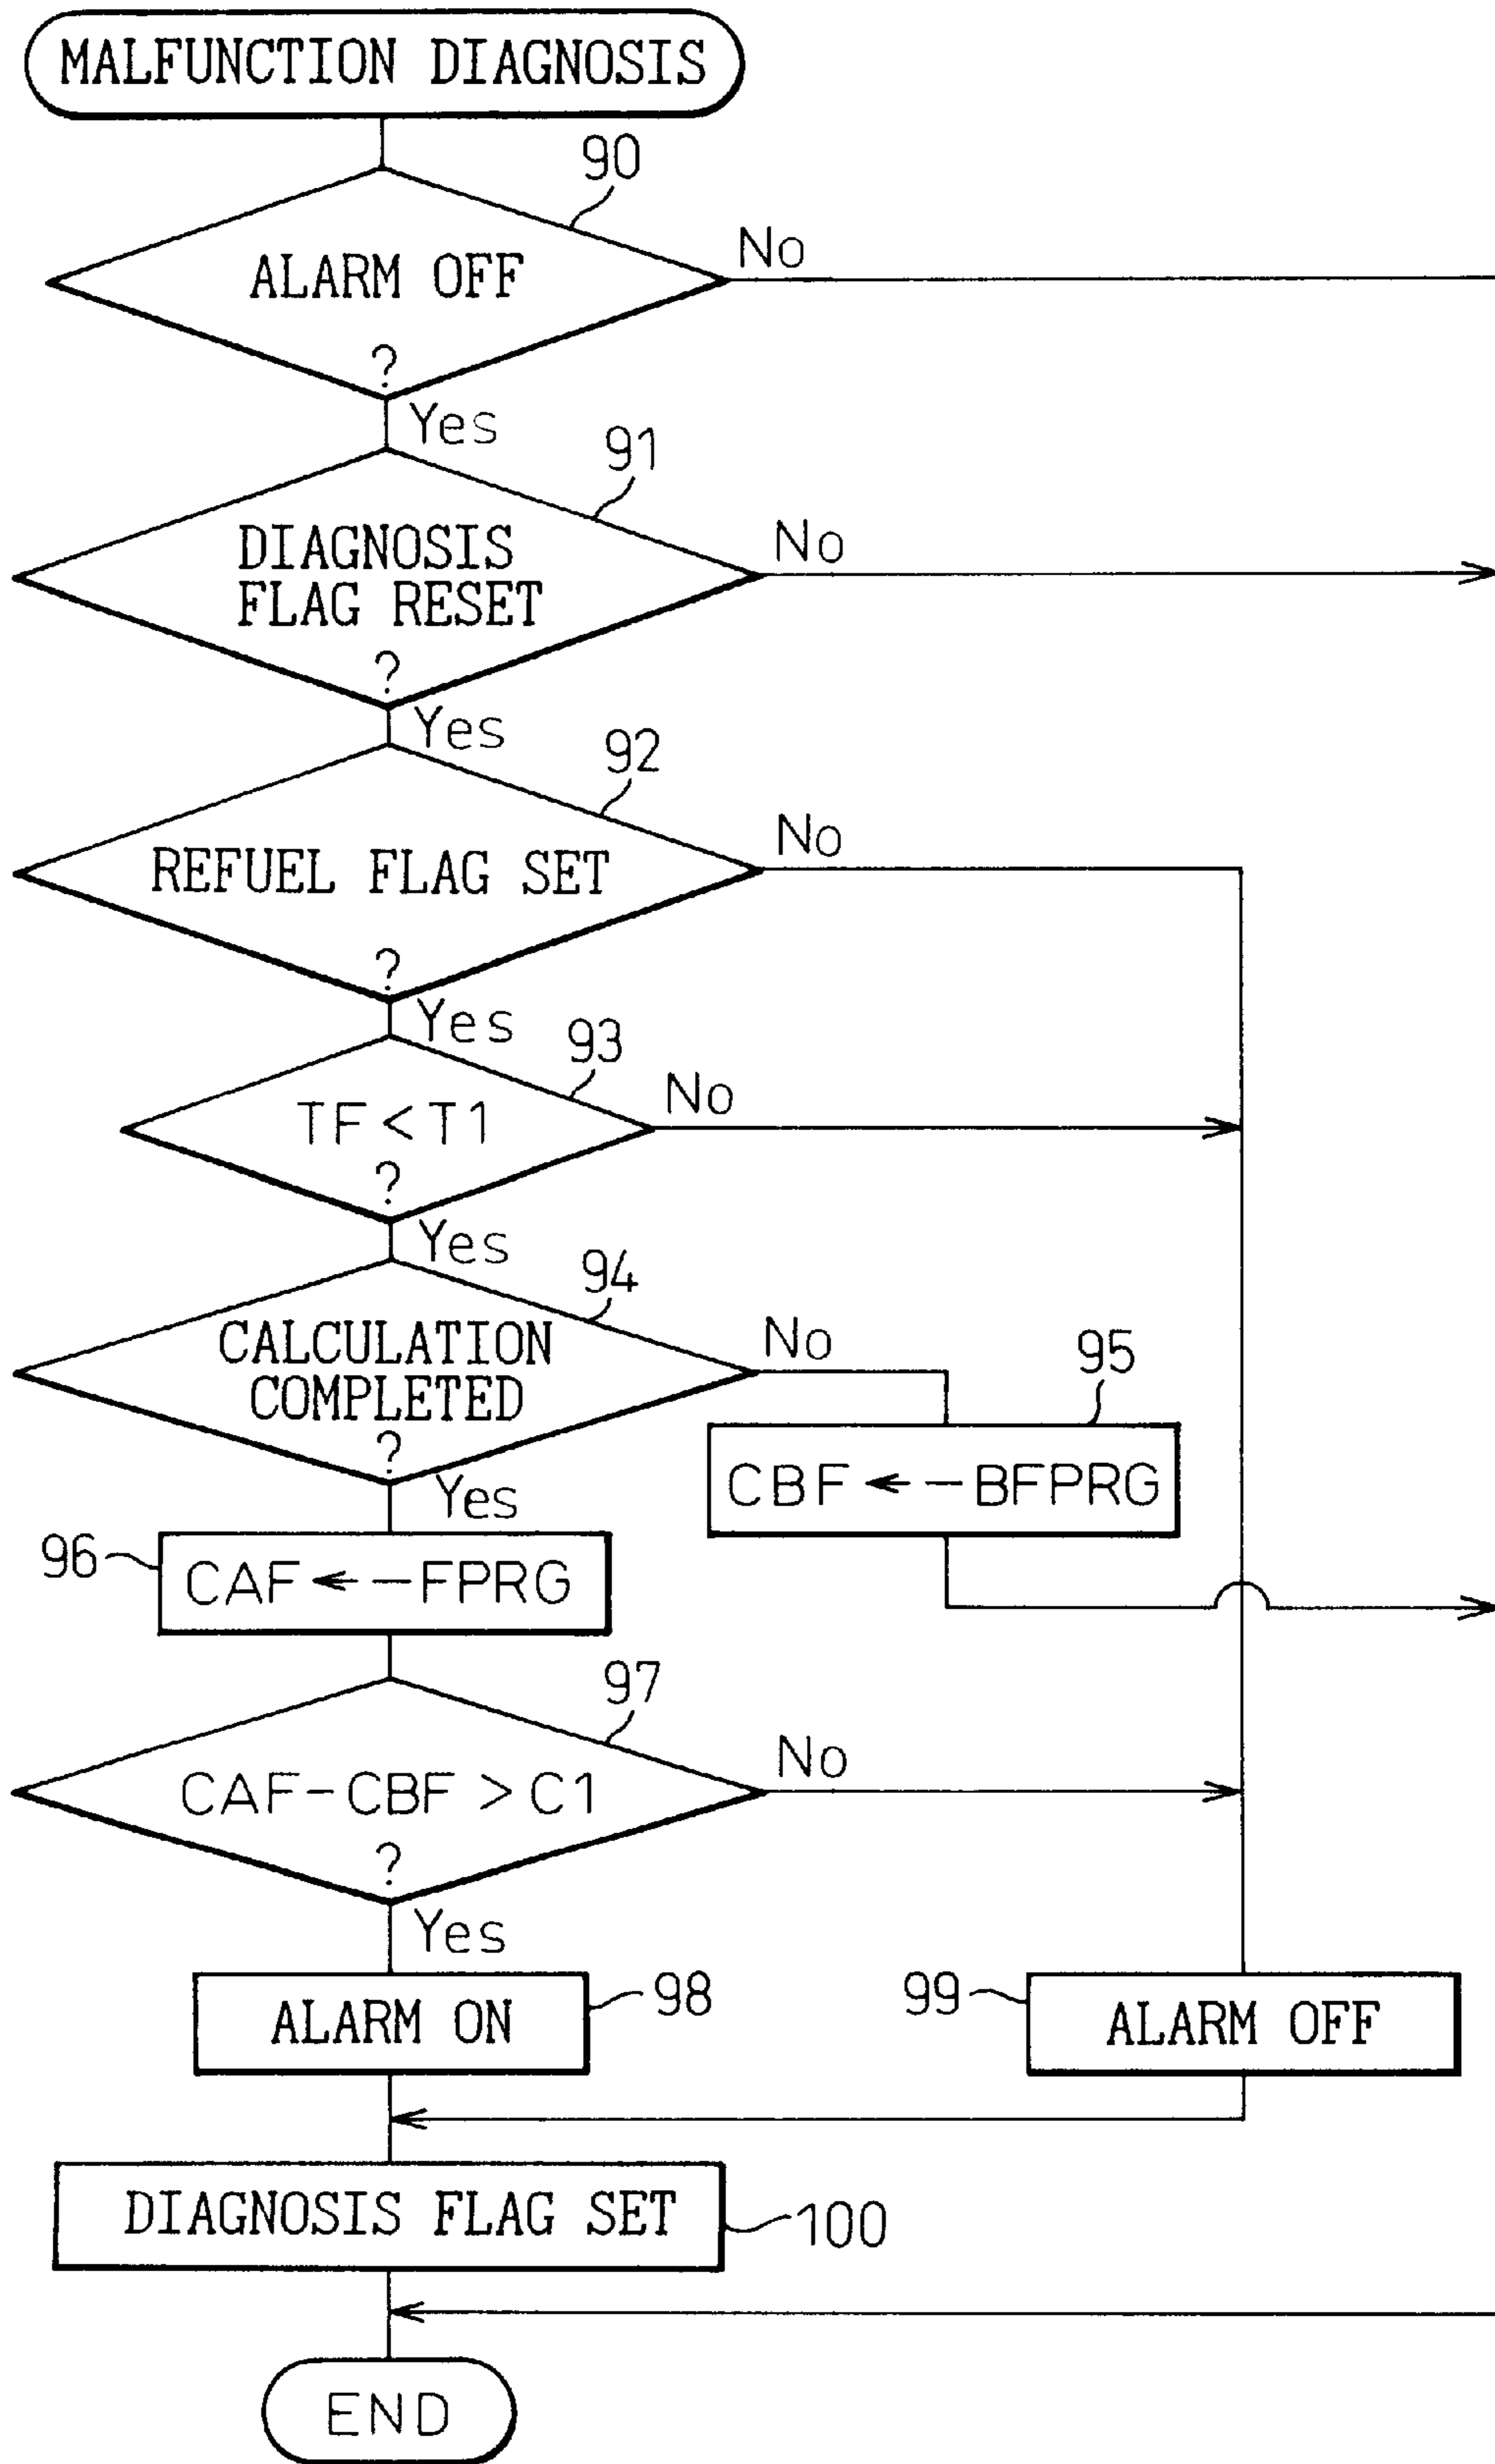 MALFUNCTION DIAGNOSIS
90
ALARM OFF
?
No
Yes
91
DIAGNOSIS
FLAG RESET
?
No
Yes
92
REFUEL FLAG SET
?
No
Yes
93
TF<T1
?
No
Yes
94
CALCULATION
COMPLETED
?
No
Yes
95
CBF ← -BFPRG
96
CAF ← -FPRG
97
CAF-CBF > C1
?
No
Yes
ALARM ON
98
99
ALARM OFF
DIAGNOSIS FLAG SET
100
END